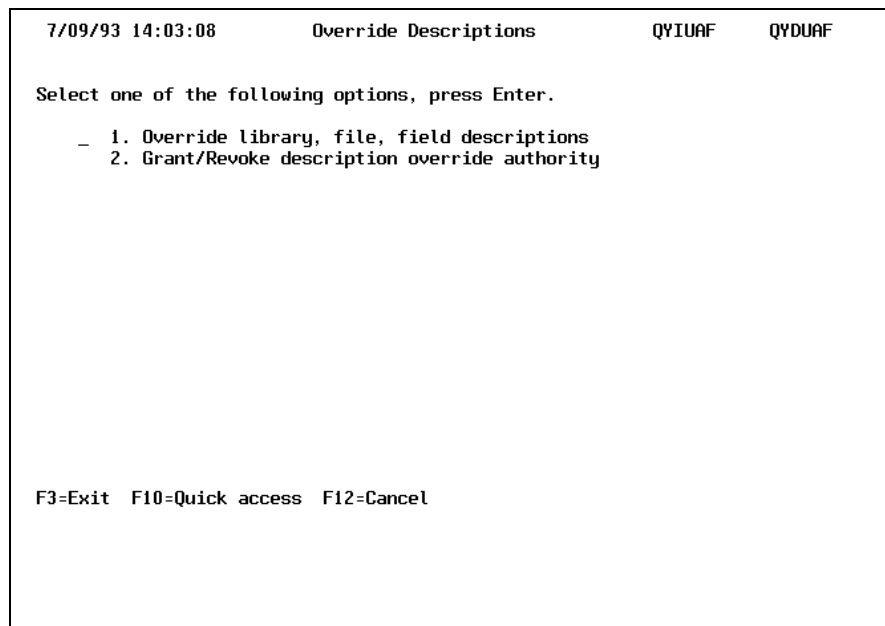 7/09/93 14:03:08 Override Descriptions QYIUAF QYDUAF
Select one of the following options, press Enter.
_ 1. Override library, file, field descriptions
2. Grant/Revoke description override authority
F3=Exit F10=Quick access F12=Cancel